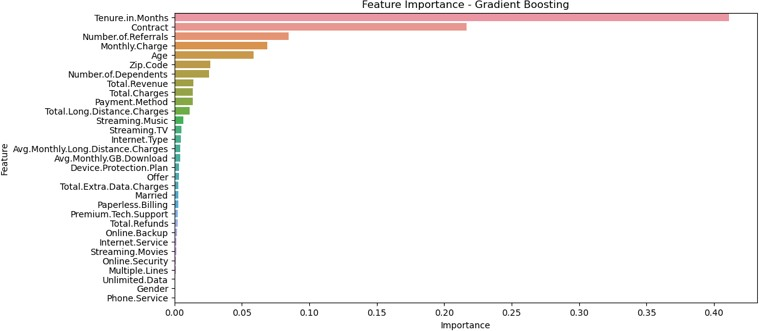 Feature Importance - Gradient Boosting
Tenure.in.Months
Contract
Number.of.Referrals
Monthly.Charge
Age
Zip.Code
Number.of.Dependents
Total.Revenue
Total.Charges
Payment.Method
Total.Long.Distance.Charges
Streaming.Music
Streaming.TV
Internet.Type
Avg.Monthly.Long.Distance.Charges
Avg.Monthly.GB.Download
Device.Protection.Plan
Offer
Total.Extra.Data.Charges
Married
Paperless.Billing
Premium.Tech.Support
Total.Refunds
Online.Backup
Internet.Service
Streaming.Movies
Online.Security
Multiple.Lines
Unlimited.Data
Gender
Phone.Service
Feature
0.00 0.05 0.10 0.15 0.20 0.25 0.30 0.35 0.40
Importance